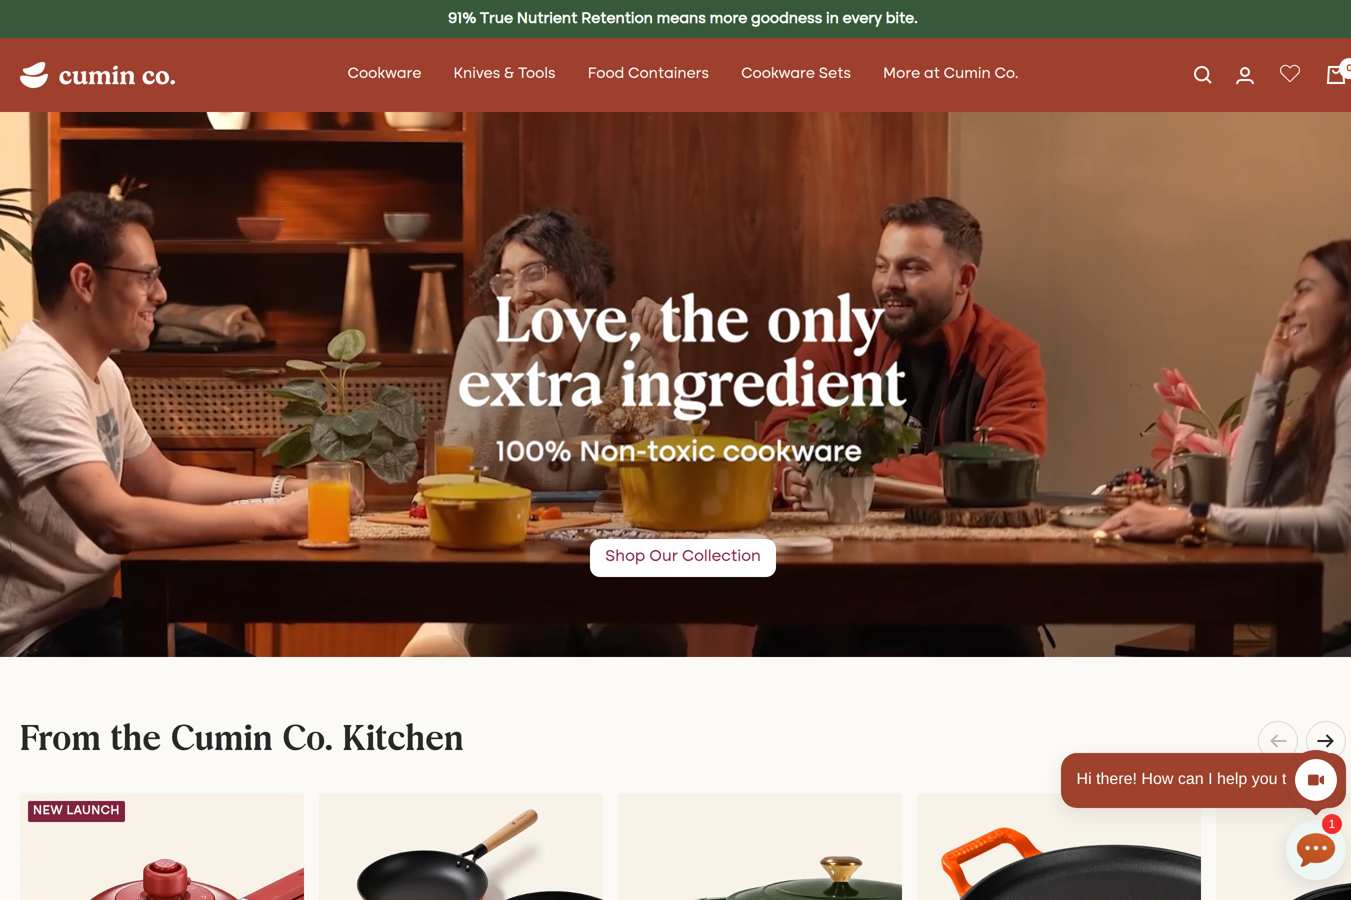 91% True Nutrient Retention means more goodness in every bite.
cumin co.
Cookware
Knives & Tools
Food Containers
Cookware Sets
More at Cumin Co.
Love, the only
extra ingredient
100% Non-toxic cookware
Shop Our Collection
From the Cumin Co. Kitchen
Hi there! How can I help you t
NEW LAUNCH
1